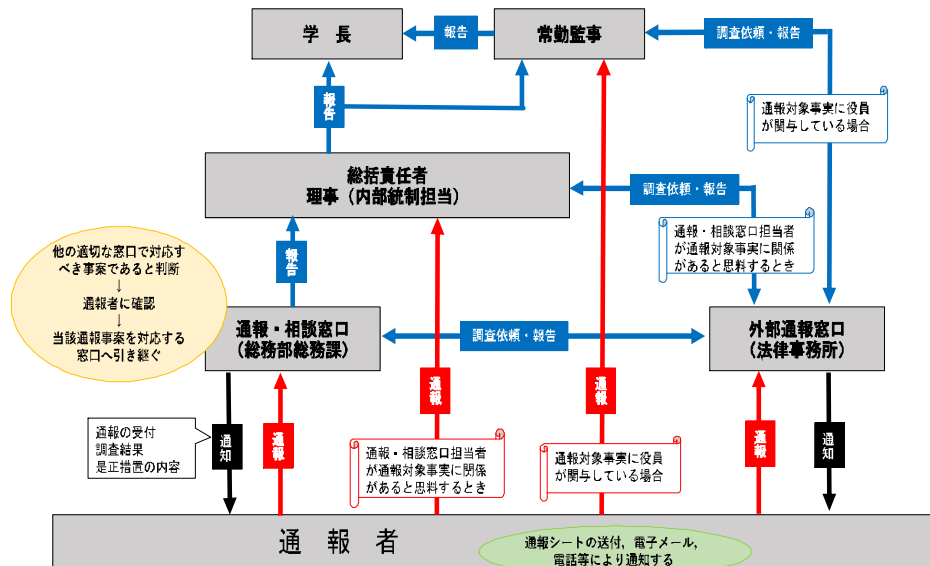 学　長
報告
常勤監事
調査依頼・報告
報告
通報対象事実に役員
が関与している場合
総括責任者
理事（内部統制担当）
調査依頼・報告
通報・相談窓口担当者
が通報対象事実に関係
があると思料するとき
他の適切な窓口で対応す
べき事案であると判断
↓
通報者に確認
↓
当該通報事案を対応する
窓口へ引き継ぐ
報告
通報・相談窓口
（総務部総務課）
調査依頼・報告
外部通報窓口
（法律事務所）
通報
通報
通報の受付
調査結果
是正措置の内容
通知
通報
通報・相談窓口担当者
が通報対象事実に関係
があると思料するとき
通報対象事実に役員
が関与している場合
通報
通知
通　報　者
通報シートの送付，電子メール，
電話等により通知する